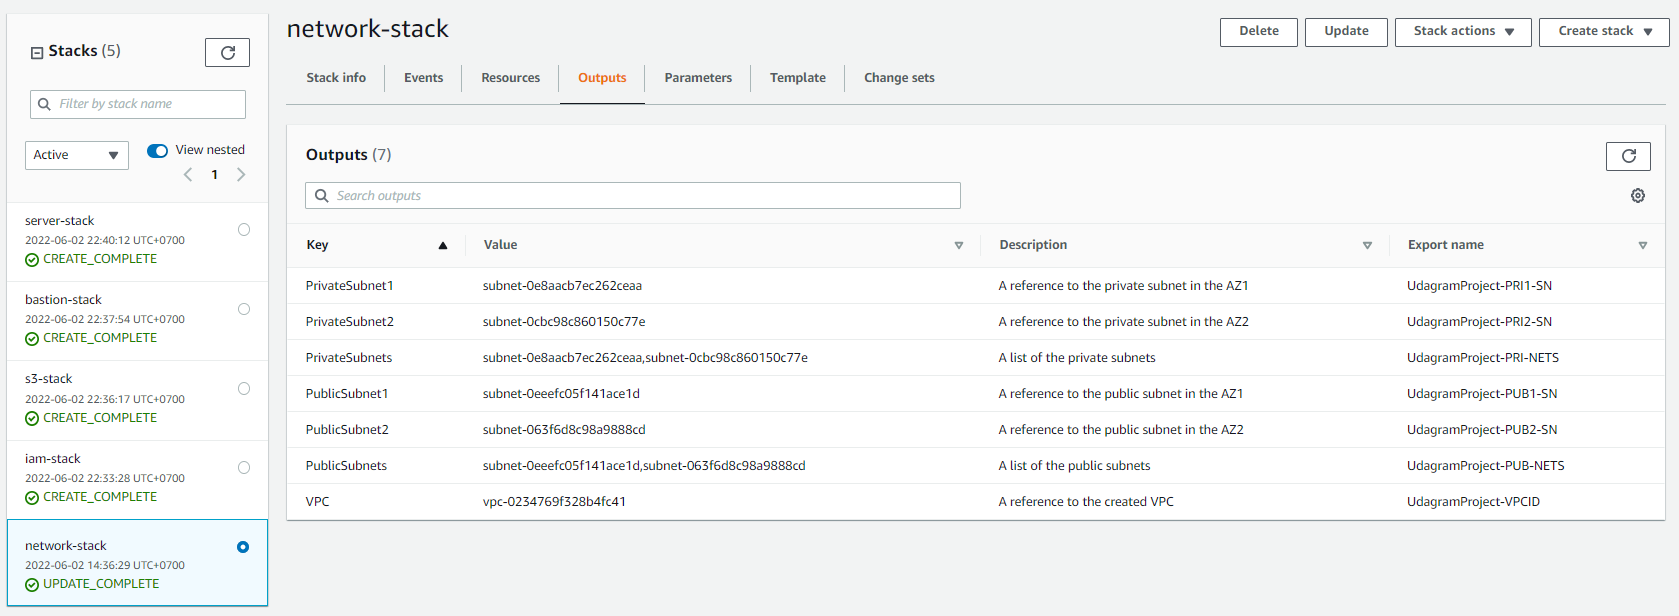 Stacks (5)
Filter by stack name
Active
View nested
1
server-stack
2022-06-02 22:40:12 UTC+0700
CREATE_COMPLETE
bastion-stack
2022-06-02 22:37:54 UTC+0700
CREATE_COMPLETE
s3-stack
2022-06-02 22:36:17 UTC+0700
CREATE_COMPLETE
iam-stack
2022-06-02 22:33:28 UTC+0700
CREATE_COMPLETE
network-stack
2022-06-02 14:36:29 UTC+0700
UPDATE_COMPLETE
network-stack
Delete Update Stack actions Create stack
Stack info Events Resources Outputs Parameters Template Change sets
Outputs (7)
Search outputs
Key Value Description Export name
PrivateSubnet1 subnet-0e8aacb7ec262ceaa A reference to the private subnet in the AZ1 UdagramProject-PRI1-SN
PrivateSubnet2 subnet-0cbc98c860150c77e A reference to the private subnet in the AZ2 UdagramProject-PRI2-SN
PrivateSubnets subnet-0e8aacb7ec262ceaa,subnet-0cbc98c860150c77e A list of the private subnets UdagramProject-PRI-NETS
PublicSubnet1 subnet-0eeefc05f141ace1d A reference to the public subnet in the AZ1 UdagramProject-PUB1-SN
PublicSubnet2 subnet-063f6d8c98a9888cd A reference to the public subnet in the AZ2 UdagramProject-PUB2-SN
PublicSubnets subnet-0eeefc05f141ace1d,subnet-063f6d8c98a9888cd A list of the public subnets UdagramProject-PUB-NETS
VPC vpc-0234769f328b4fc41 A reference to the created VPC UdagramProject-VPCID